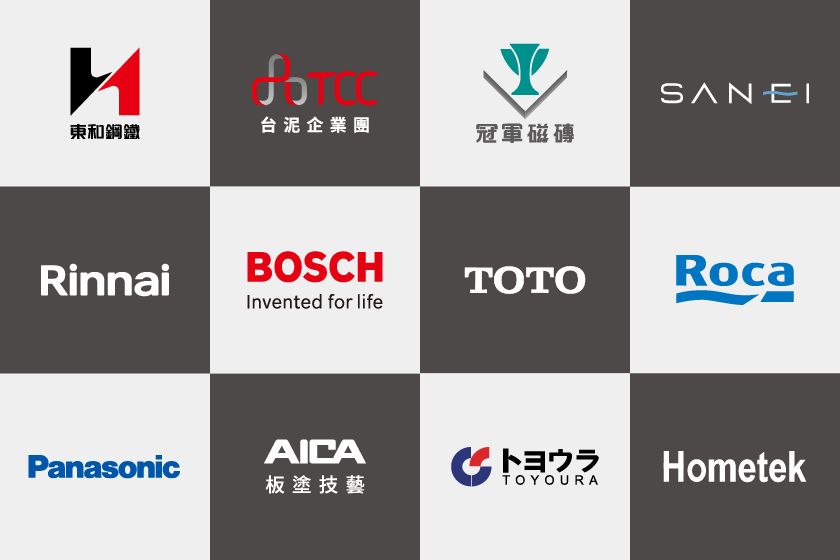 東和鋼鐵
TCC
台泥企業團
冠軍磁磚
SANEI
Rinnai
BOSCH
Invented for life
TOTO
Roca
Panasonic
AICA
板塗技藝
トヨウラ
TOYOURA
Hometek